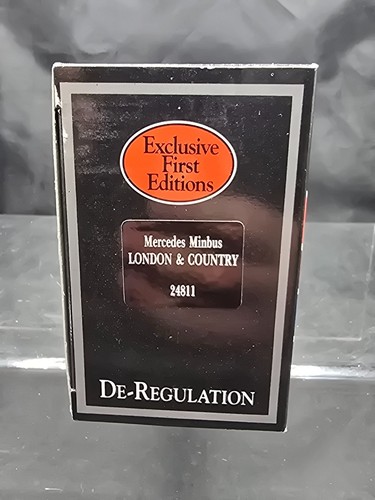 Exclusive
First
Editions
Mercedes Minbus
LONDON & COUNTRY
24811
DE-REGULATION